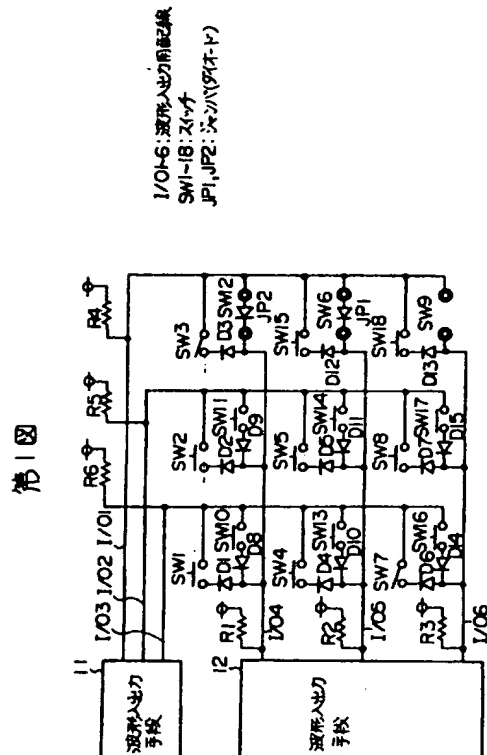 第1図
I/O1~6:波形入出力用配線
SW1~18:スイッチ
JP1,JP2:ジャンパ(ダイオード)
R6
R5
R4
I/O3
I/O2
I/O1
11
波形入出力
手段
12
波形入出力
手段
SW1
SW2
SW3
D1
SW10
D8
D2
SW11
D9
D3
SW12
JP2
R1
I/O4
SW4
SW5
SW15
D4
SW13
D10
D5
SW14
D11
D12
SW6
JP1
R2
I/O5
SW7
SW8
SW18
D6
SW16
D14
D7
SW17
D15
D13
SW9
R3
I/O6